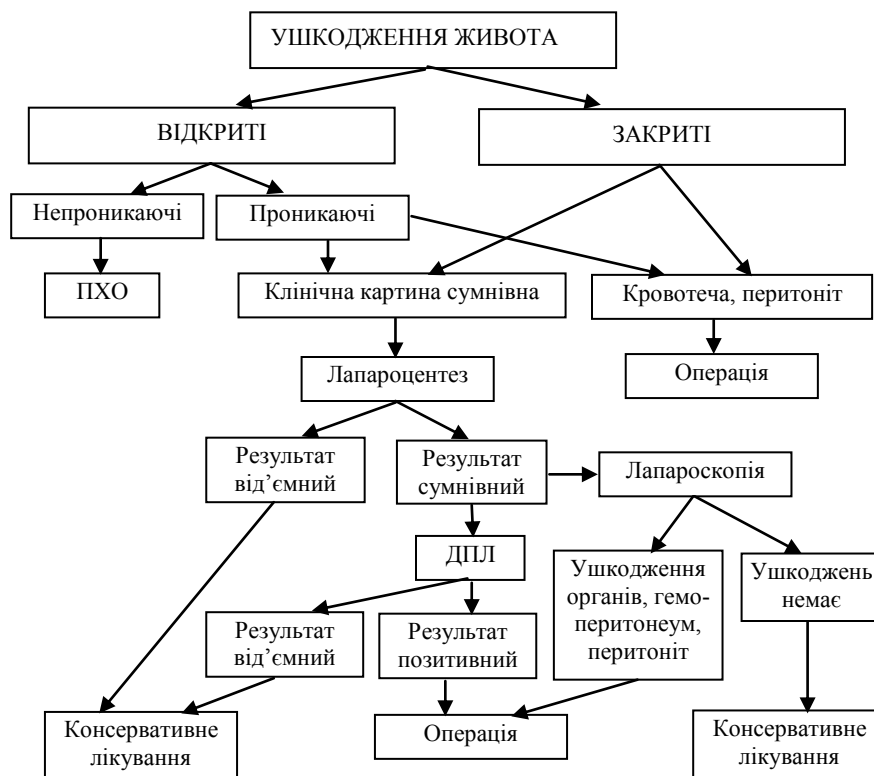 УШКОДЖЕННЯ ЖИВОТА
ВІДКРИТІ
ЗАКРИТІ
Непроникаючі
Проникаючі
ПХО
Клінічна картина сумнівна
Кровотеча, перитоніт
Лапароцентез
Операція
Результат
від’ємний
Результат
сумнівний
Лапароскопія
ДПЛ
Ушкодження
органів, гемо-
перитонеум,
перитоніт
Ушкоджень
немає
Результат
від’ємний
Результат
позитивний
Консервативне
лікування
Операція
Консервативне
лікування